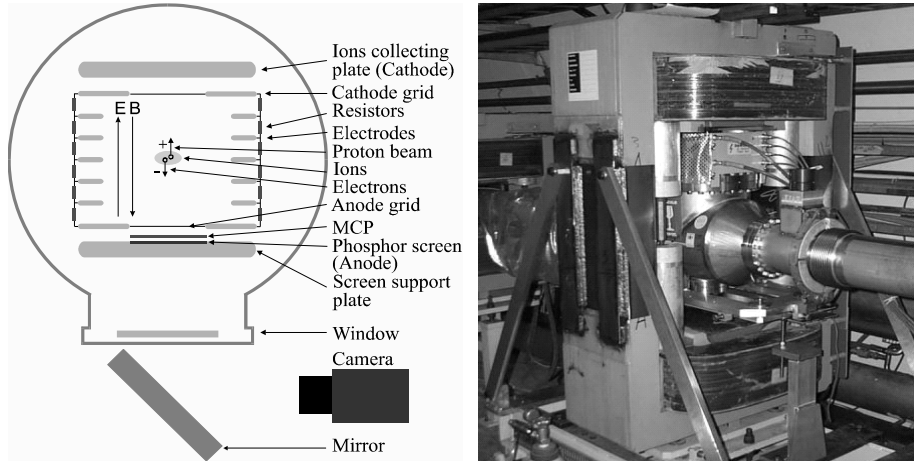 Ions collecting
plate (Cathode)
Cathode grid
Resistors
Electrodes
Proton beam
Ions
Electrons
Anode grid
MCP
Phosphor screen
(Anode)
Screen support
plate
Window
Camera
Mirror
E B
+
-